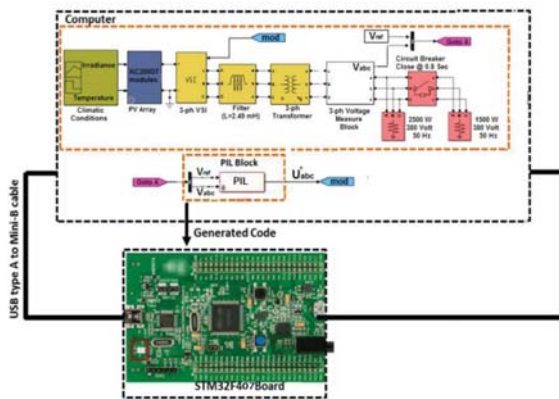 Computer
mod
Vref
Goto A
Vabc
Circuit Breaker
Close @ 0.8 Sec
Irradiance
Temperature
Climatic
Conditions
modules
PV Array
VSI
3-ph VSI
Filter
(L=2.49 mH)
3-ph
Transformer
3-ph Voltage
Measure
Block
2500 W
380 Volt
50 Hz
1500 W
380 Volt
50 Hz
PIL Block
Goto A
Vref
Vabc
PIL
U*abc
mod
Generated Code
USB type A to Mini-B cable
STM32F407Board